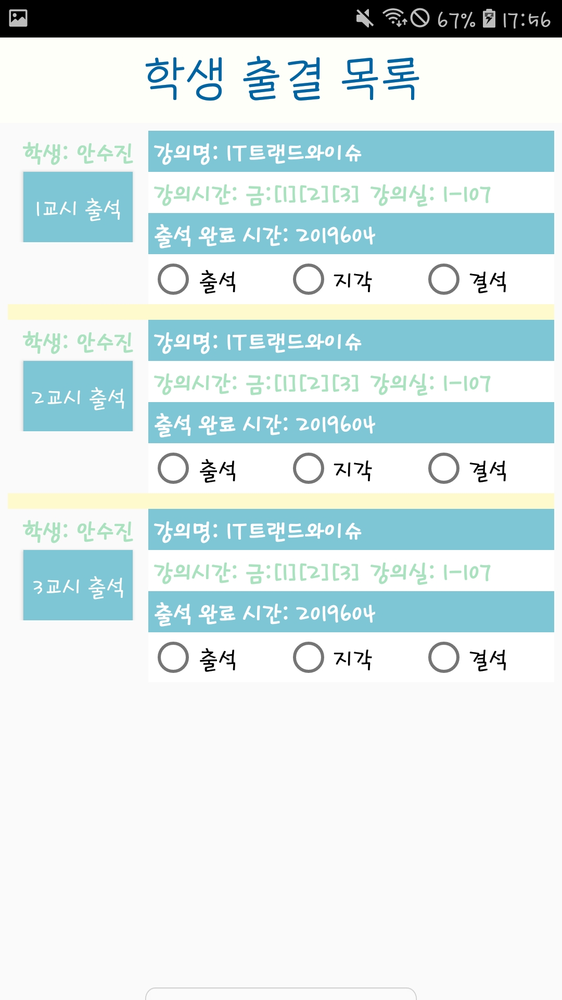 67% 17:56
학생 출결 목록
학생: 안수진
1교시 출석
강의명: IT트랜드와이슈
강의시간: 금:[1][2][3] 강의실: 1-107
출석 완료 시간: 2019604
출석 지각 결석
학생: 안수진
2교시 출석
강의명: IT트랜드와이슈
강의시간: 금:[1][2][3] 강의실: 1-107
출석 완료 시간: 2019604
출석 지각 결석
학생: 안수진
3교시 출석
강의명: IT트랜드와이슈
강의시간: 금:[1][2][3] 강의실: 1-107
출석 완료 시간: 2019604
출석 지각 결석